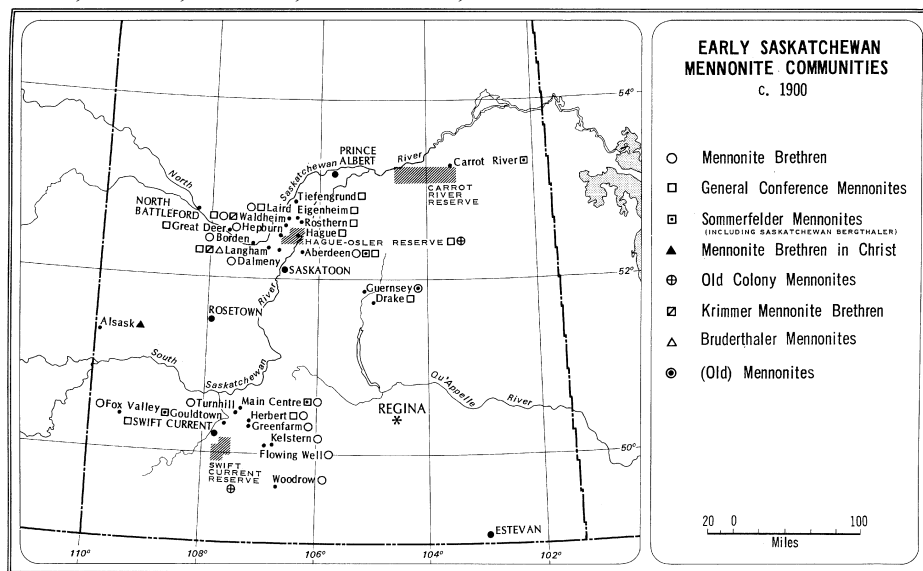 EARLY SASKATCHEWAN
MENNONITE COMMUNITIES
c. 1900
Mennonite Brethren
General Conference Mennonites
Sommerfelder Mennonites
(INCLUDING SASKATCHEWAN BERGTHALER)
Mennonite Brethren in Christ
Old Colony Mennonites
Krimmer Mennonite Brethren
Bruderthaler Mennonites
(Old) Mennonites
20 0 100
Miles
54°
PRINCE
ALBERT
Saskatchewan
River
Carrot River
CARROT
RIVER
RESERVE
North
NORTH
BATTLEFORD
Tiefengrund
Laird
Eigenheim
Waldheim
Rosthern
Great Deer
Hepburn
Hague
HAGUE-OSLER RESERVE
Borden
Langham
Aberdeen
Dalmeny
SASKATOON
52°
River
Guernsey
Drake
ROSETOWN
Alsask
South
Saskatchewan
Qu'Appelle
River
Main Centre
Turnhill
Fox Valley
Gouldtown
Herbert
REGINA
SWIFT CURRENT
Greenfarm
Kelstern
50°
Flowing Well
SWIFT
CURRENT
RESERVE
Woodrow
ESTEVAN
110°
108°
106°
104°
102°